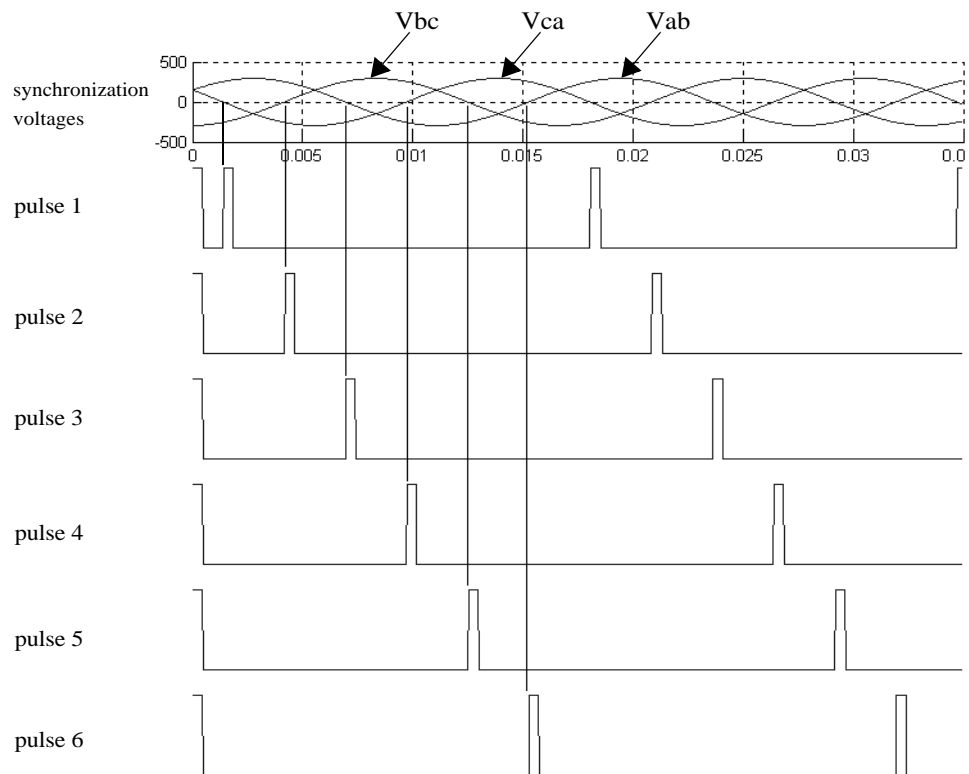 Vbc Vca Vab
500
synchronization
voltages
0
-500
0 0.005 0.01 0.015 0.02 0.025 0.03 0.0
pulse 1
pulse 2
pulse 3
pulse 4
pulse 5
pulse 6